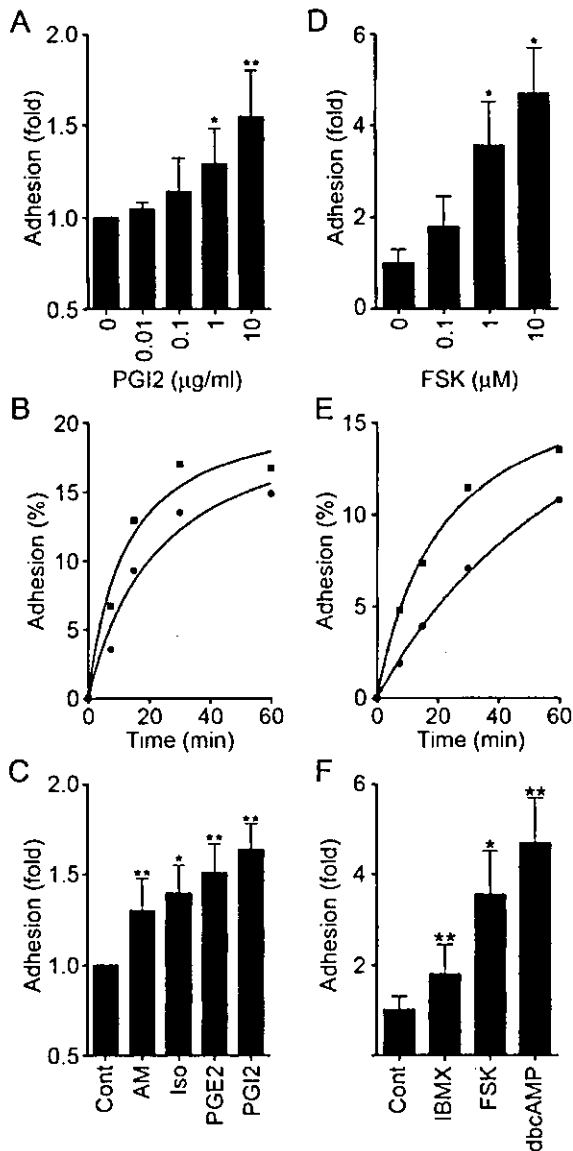 A
Adhesion (fold)
2.0
1.5
1.0
0.5
*
**
0
0.01
0.1
1
10
PGI2 (µg/ml)
D
Adhesion (fold)
6
4
2
0
*
*
0
0.1
1
10
FSK (µM)
B
Adhesion (%)
20
15
10
5
0
0
20
40
60
Time (min)
E
Adhesion (%)
15
10
5
0
0
20
40
60
Time (min)
C
Adhesion (fold)
2.0
1.5
1.0
0.5
**
*
**
**
Cont
AM
Iso
PGE2
PGI2
F
Adhesion (fold)
6
4
2
**
*
**
Cont
IBMX
FSK
dbcAMP